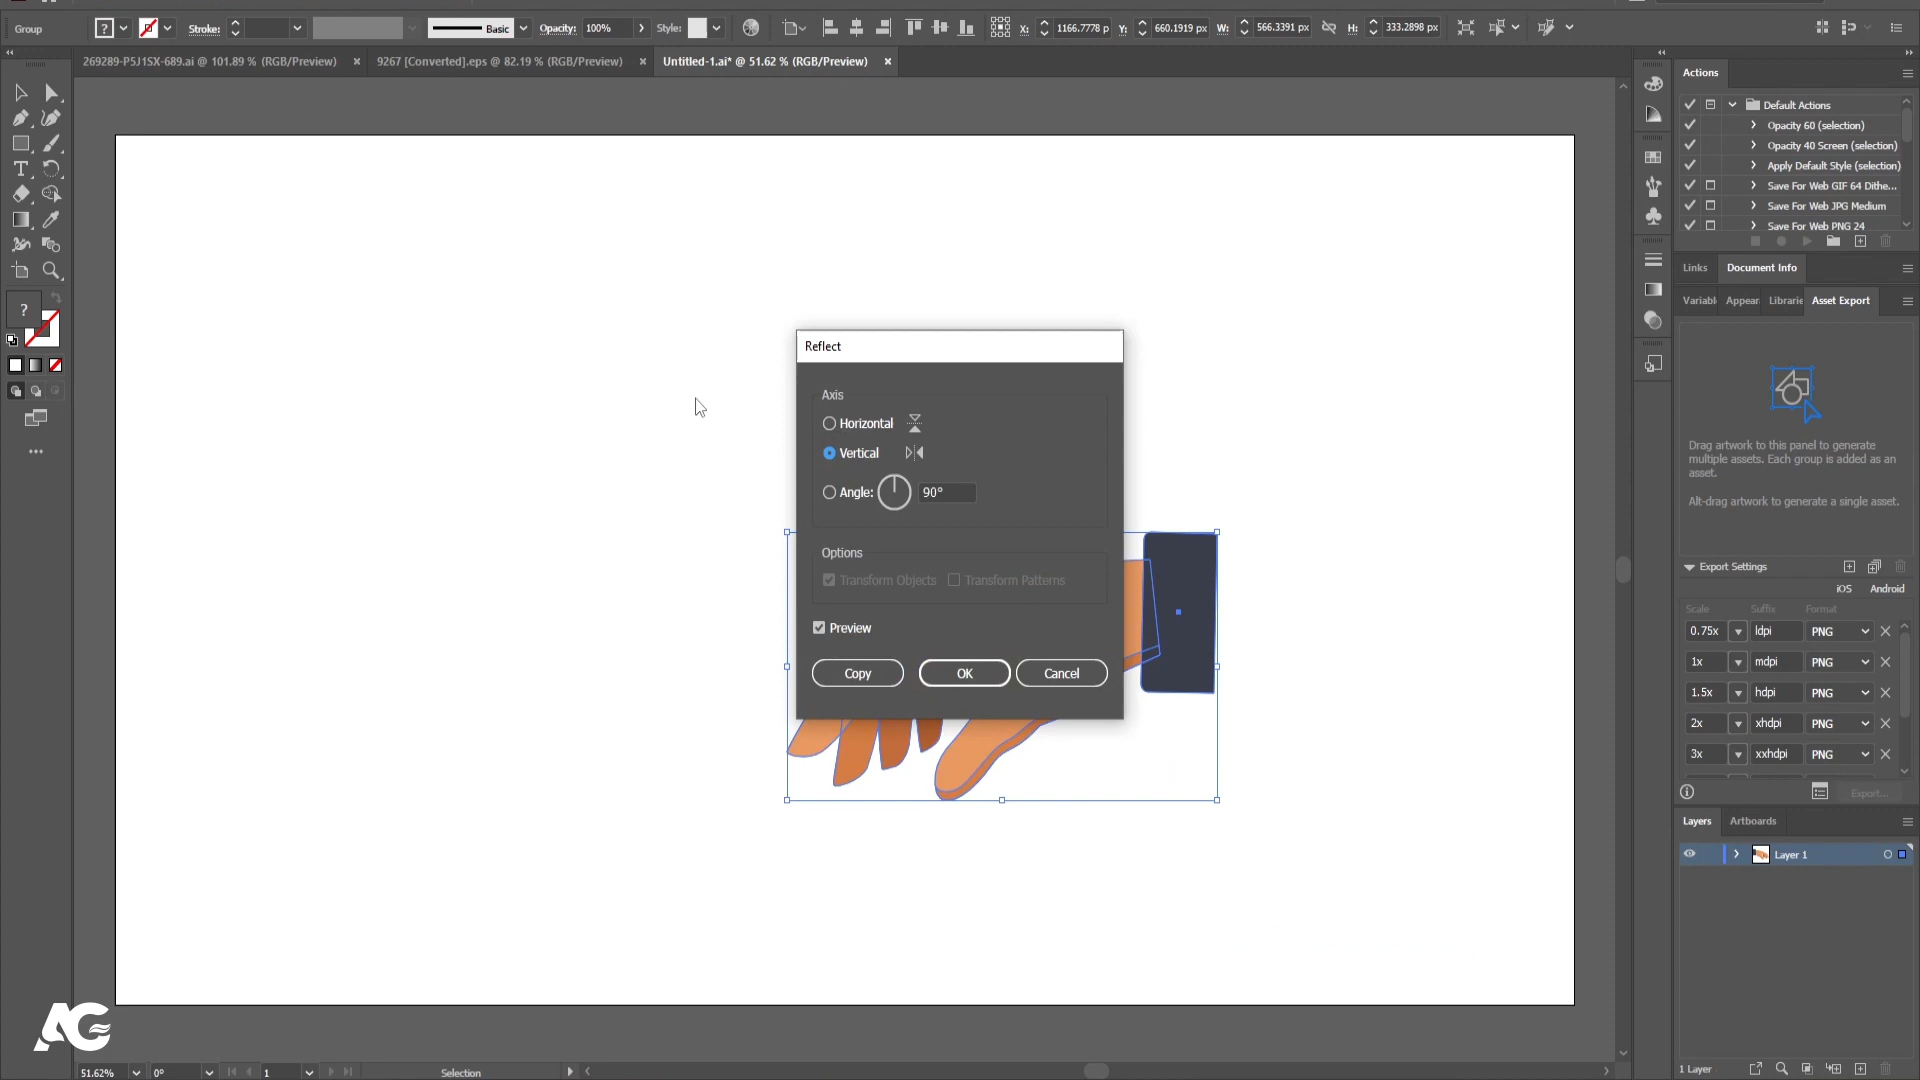 Group ? Stroke: Basic Opacity: 100% Style: X: 1166.7778 p Y: 660.1919 px W: 566.3391 px H: 333.2898 px
269289-P5J1SX-689.ai @ 101.89 % (RGB/Preview) × 9267 [Converted].eps @ 82.19 % (RGB/Preview) × Untitled-1.ai* @ 51.62 % (RGB/Preview) ×
Actions
Default Actions
Opacity 60 (selection)
Opacity 40 Screen (selection)
Apply Default Style (selection)
Save For Web GIF 64 Dithe...
Save For Web JPG Medium
Save For Web PNG 24
Links Document Info
Variabl Appear Librarie Asset Export
?
Reflect
Axis
Horizontal
Vertical
Angle: 90°
Options
Transform Objects Transform Patterns
Preview
Copy OK Cancel
Drag artwork to this panel to generate
multiple assets. Each group is added as an
asset.
Alt-drag artwork to generate a single asset.
Export Settings
iOS Android
Scale Suffix Format
0.75x ldpi PNG
1x mdpi PNG
1.5x hdpi PNG
2x xhdpi PNG
3x xxhdpi PNG
Export...
Layers Artboards
Layer 1
AG
51.62% 0° 1 Selection
1 Layer